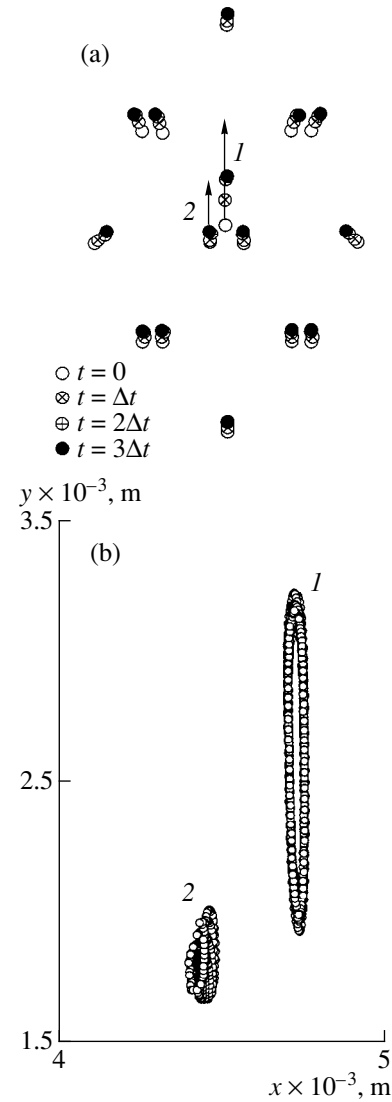 (a)
1
2
t = 0
t = Δt
t = 2Δt
t = 3Δt
y × 10⁻³, m
3.5
(b)
1
2.5
2
1.5
4
5
x × 10⁻³, m